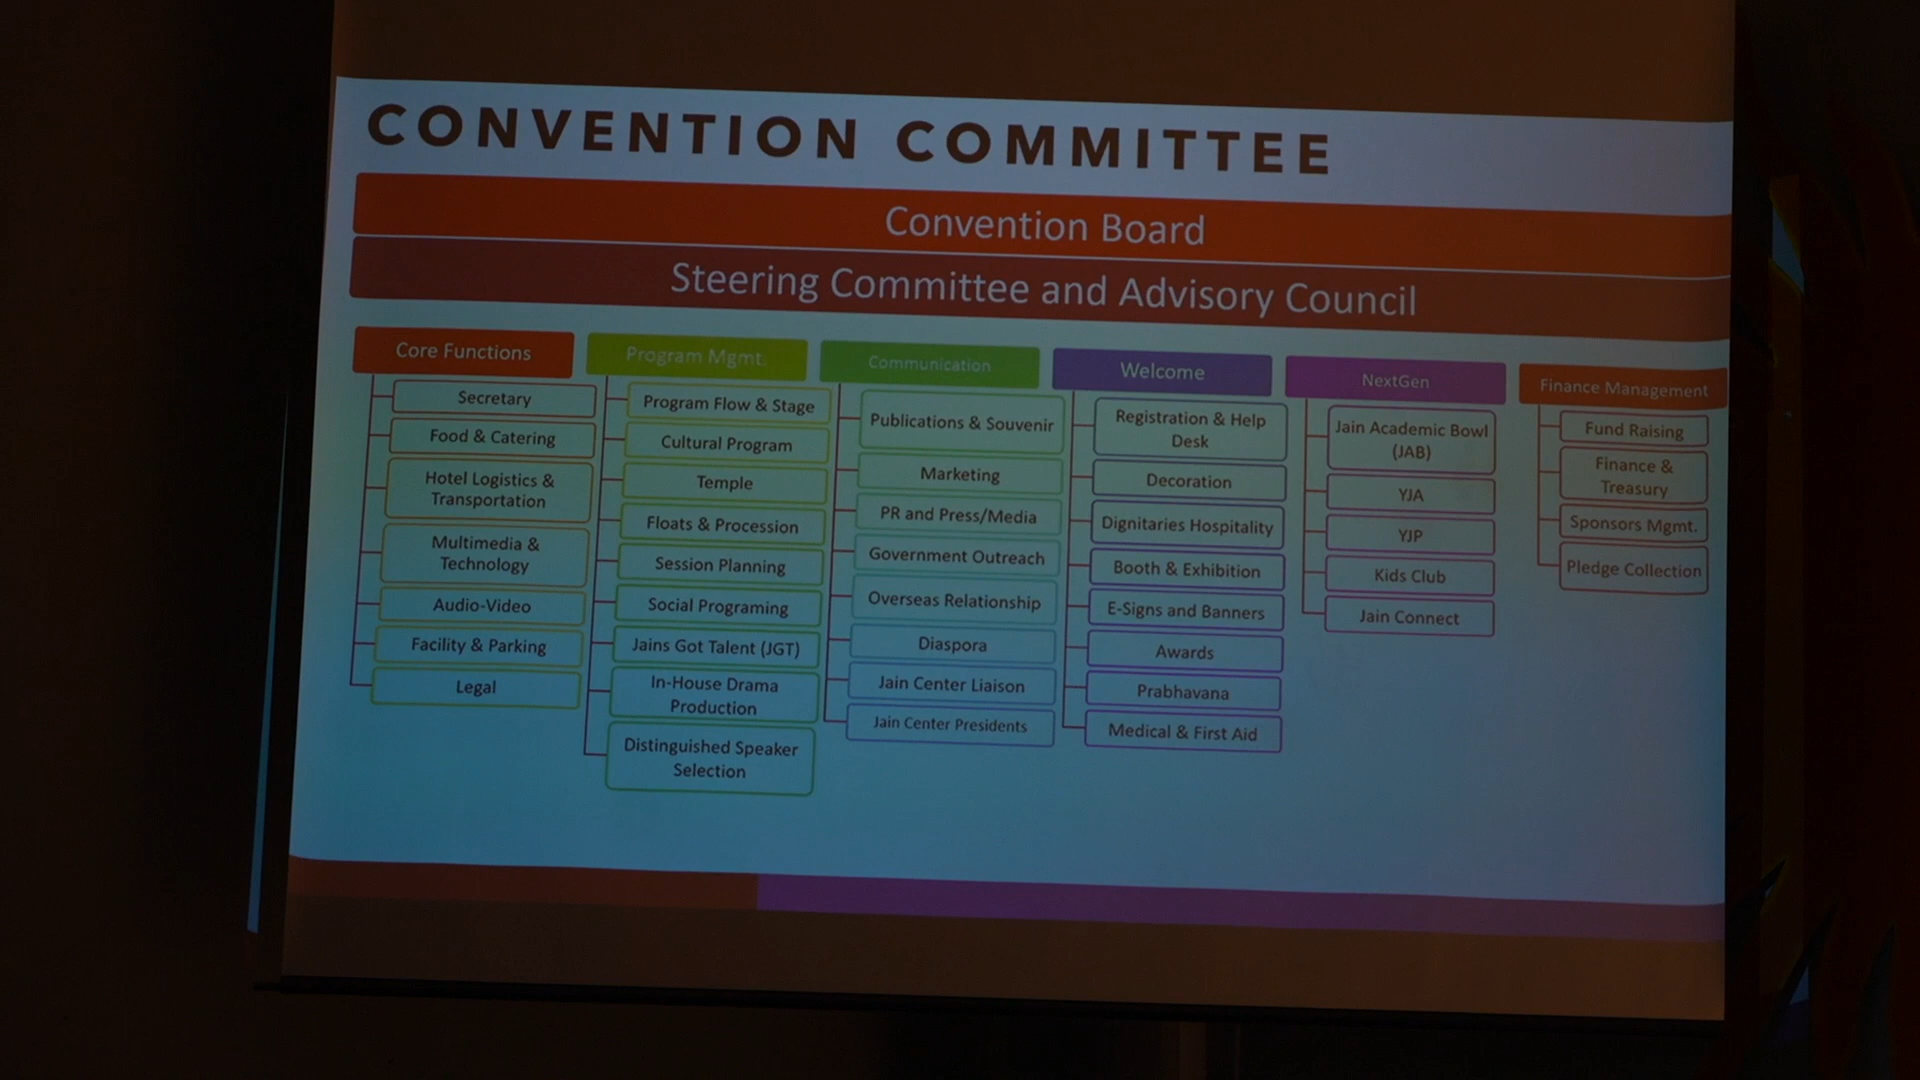 CONVENTION COMMITTEE
Convention Board
Steering Committee and Advisory Council
Core Functions
Secretary
Food & Catering
Hotel Logistics &
Transportation
Multimedia &
Technology
Audio-Video
Facility & Parking
Legal
Program Mgmt.
Program Flow & Stage
Cultural Program
Temple
Floats & Procession
Session Planning
Social Programing
Jains Got Talent (JGT)
In-House Drama
Production
Distinguished Speaker
Selection
Communication
Publications & Souvenir
Marketing
PR and Press/Media
Government Outreach
Overseas Relationship
Diaspora
Jain Center Liaison
Jain Center Presidents
Welcome
Registration & Help
Desk
Decoration
Dignitaries Hospitality
Booth & Exhibition
E-Signs and Banners
Awards
Prabhavana
Medical & First Aid
NextGen
Jain Academic Bowl
(JAB)
YJA
YJP
Kids Club
Jain Connect
Finance Management
Fund Raising
Finance &
Treasury
Sponsors Mgmt.
Pledge Collection